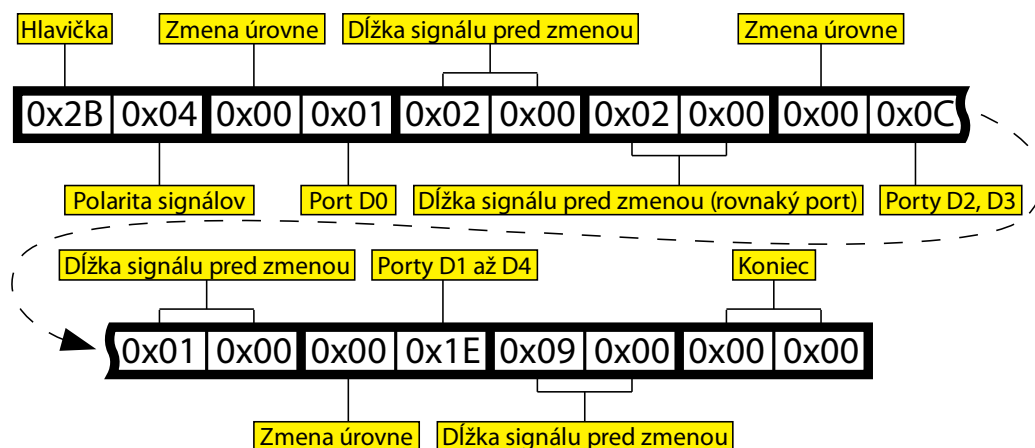 Hlavička Zmena úrovne Dĺžka signálu pred zmenou Zmena úrovne
0x2B 0x04 0x00 0x01 0x02 0x00 0x02 0x00 0x00 0x0C
Polarita signálov Port D0 Dĺžka signálu pred zmenou (rovnaký port) Porty D2, D3
Dĺžka signálu pred zmenou Porty D1 až D4 Koniec
0x01 0x00 0x00 0x1E 0x09 0x00 0x00 0x00
Zmena úrovne Dĺžka signálu pred zmenou